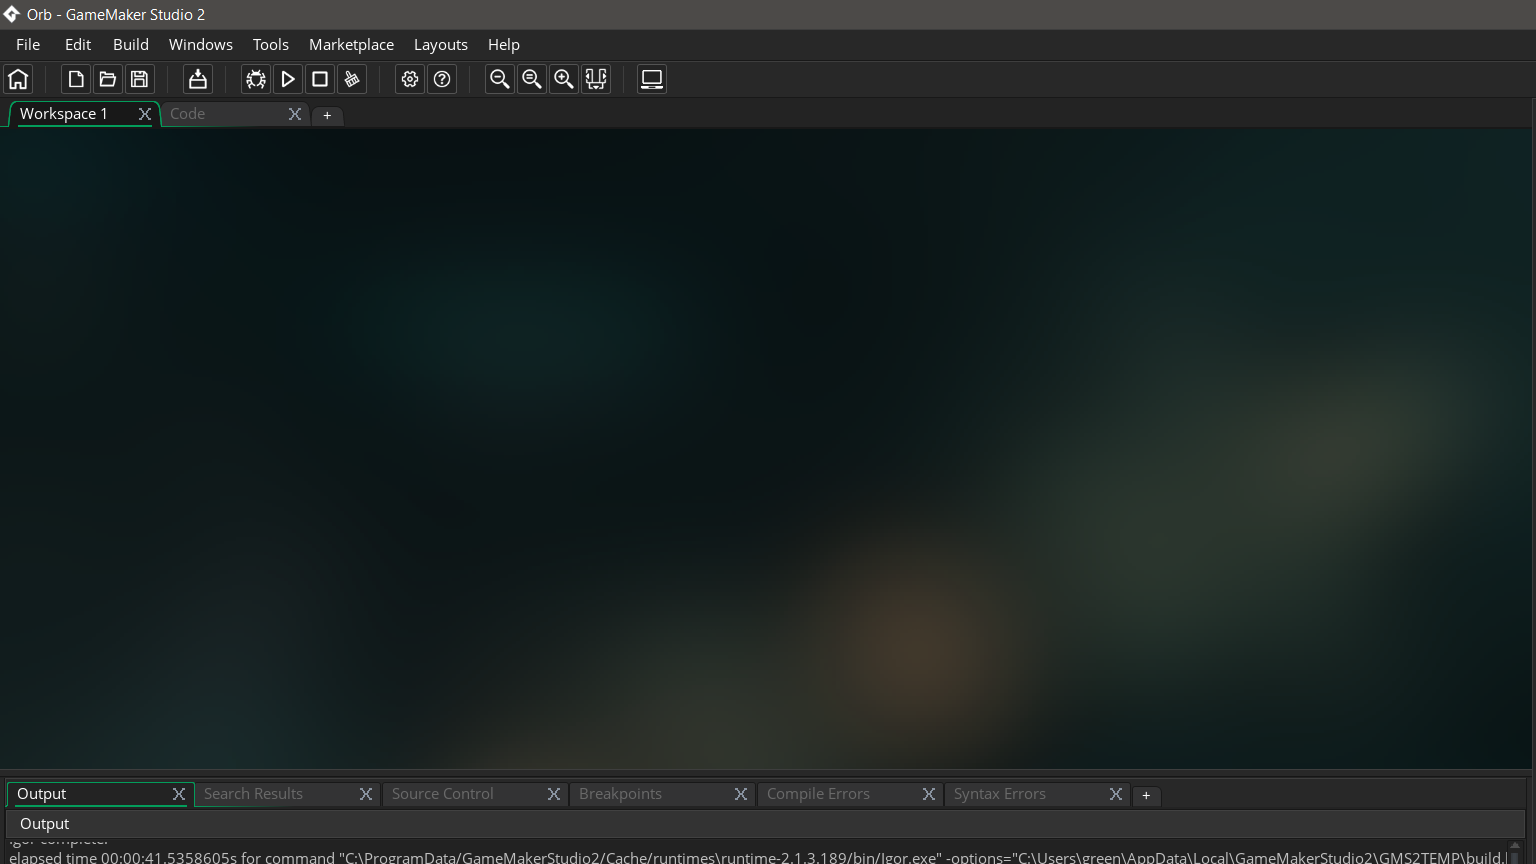 Orb - GameMaker Studio 2
File Edit Build Windows Tools Marketplace Layouts Help
Workspace 1 Code +
Output Search Results Source Control Breakpoints Compile Errors Syntax Errors +
Output
Igor complete.
elapsed time 00:00:41.5358605s for command "C:\ProgramData/GameMakerStudio2/Cache/runtimes\runtime-2.1.3.189/bin/Igor.exe" -options="C:\Users\green\AppData\Local\GameMakerStudio2\GMS2TEMP\build.